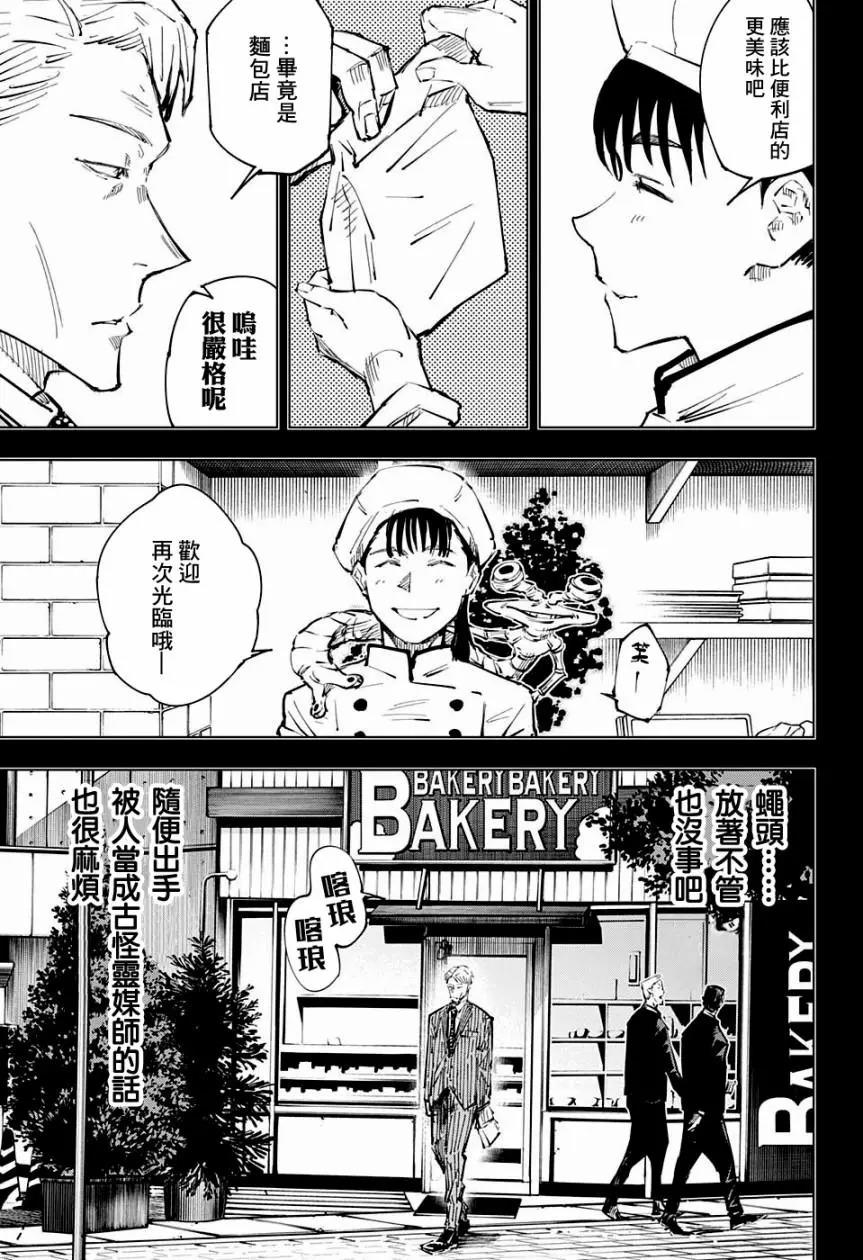 應該比便利店的
更美味吧
…畢竟是
麵包店
嗚哇
很嚴格呢
歡迎
再次光臨哦—
笑—
蠅頭……
放著不管
也沒事吧
BAKERY BAKERY
BAKERY
喀琅
喀琅
隨便出手
被人當成古怪靈媒師的話
也很麻煩
BAKERY